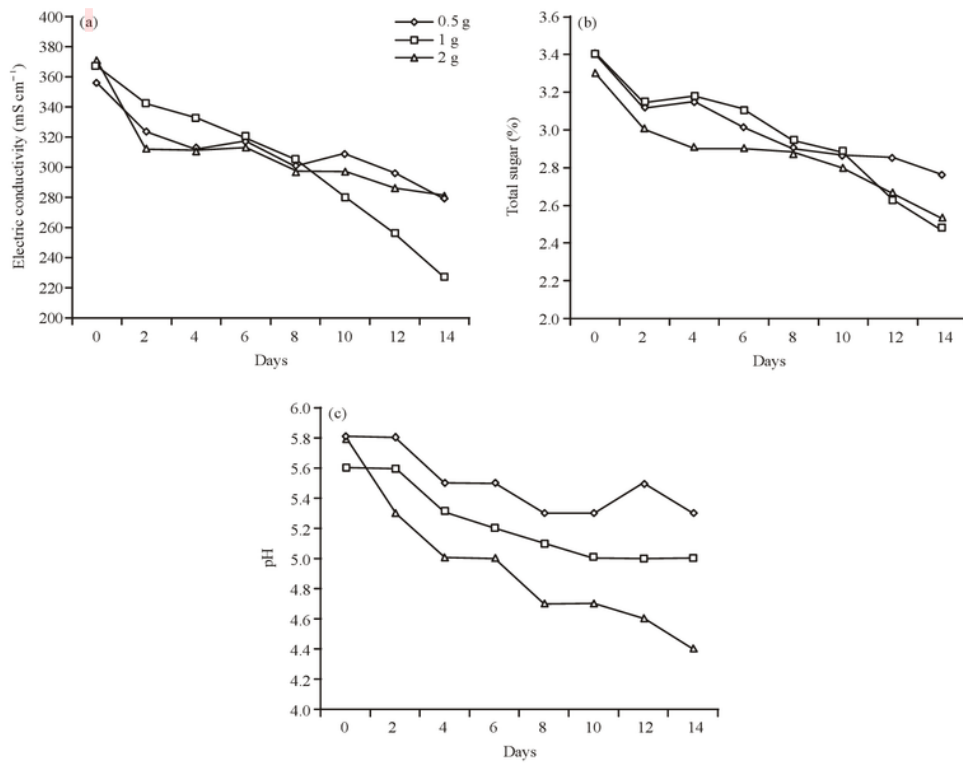 (a)
0.5 g
1 g
2 g
400
380
360
340
320
300
280
260
240
220
200
Electric conductivity (mS cm⁻¹)
0 2 4 6 8 10 12 14
Days
(b)
3.6
3.4
3.2
3.0
2.8
2.6
2.4
2.2
2.0
Total sugar (%)
0 2 4 6 8 10 12 14
Days
(c)
6.0
5.8
5.6
5.4
5.2
5.0
4.8
4.6
4.4
4.2
4.0
pH
0 2 4 6 8 10 12 14
Days